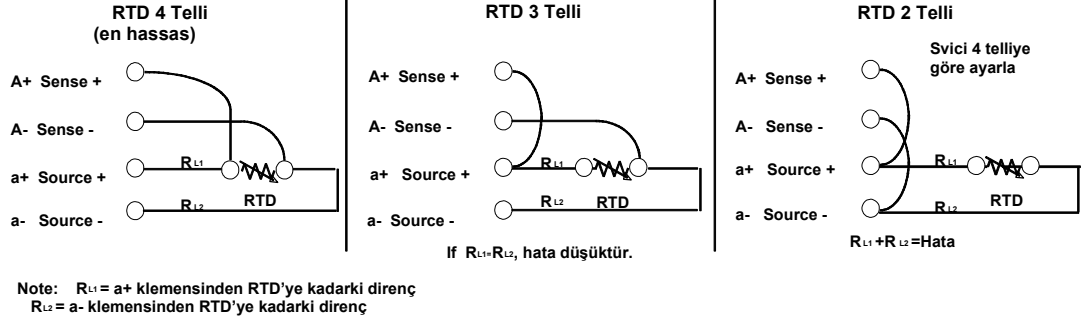 RTD 4 Telli
(en hassas)
A+ Sense +
A- Sense -
a+ Source +
a- Source -
RL1
RL2
RTD
RTD 3 Telli
A+ Sense +
A- Sense -
a+ Source +
a- Source -
RL1
RL2
RTD
If RL1=RL2, hata düşüktür.
RTD 2 Telli
Svici 4 telliye
göre ayarla
A+ Sense +
A- Sense -
a+ Source +
a- Source -
RL1
RL2
RTD
RL1+RL2=Hata
Note: RL1= a+ klemensinden RTD'ye kadarki direnç
RL2= a- klemensinden RTD'ye kadarki direnç